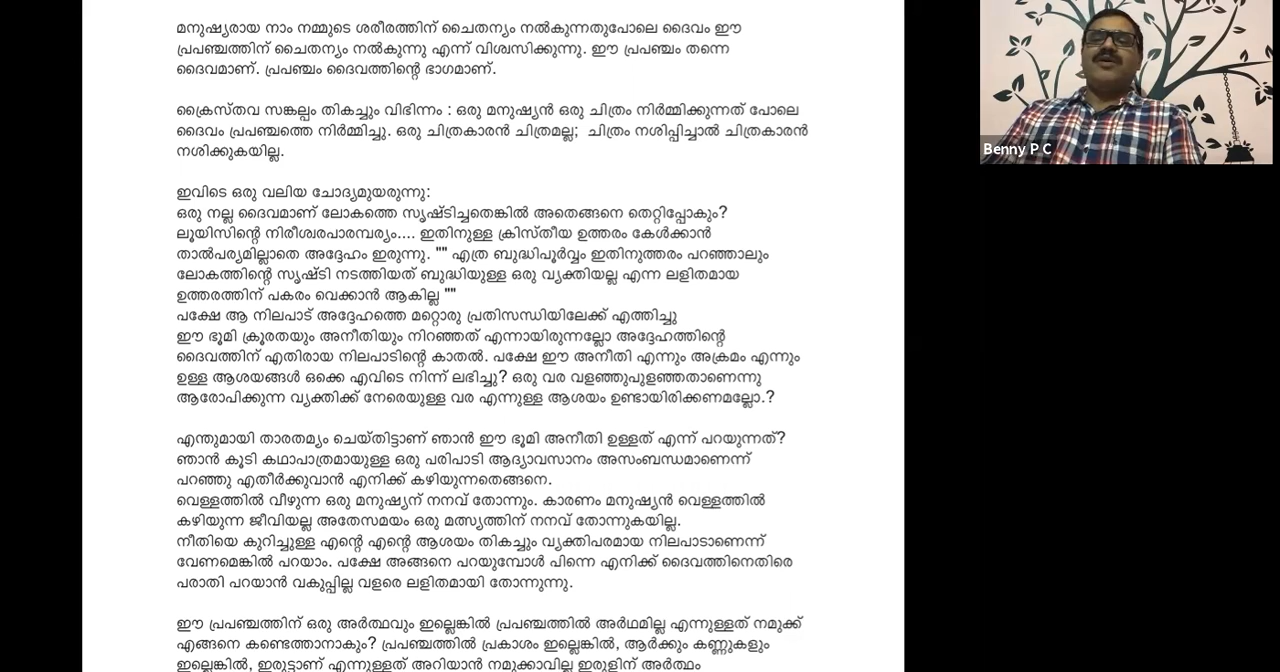 മനുഷ്യരായ നാം നമ്മുടെ ശരീരത്തിന് ചൈതന്യം നൽകുന്നതുപോലെ ദൈവം ഈ
പ്രപഞ്ചത്തിന് ചൈതന്യം നൽകുന്നു എന്ന് വിശ്വസിക്കുന്നു. ഈ പ്രപഞ്ചം തന്നെ
ദൈവമാണ്. പ്രപഞ്ചം ദൈവത്തിന്റെ ഭാഗമാണ്.
ക്രൈസ്തവ സങ്കല്പം തികച്ചും വിഭിന്നം : ഒരു മനുഷ്യൻ ഒരു ചിത്രം നിർമ്മിക്കുന്നത് പോലെ
ദൈവം പ്രപഞ്ചത്തെ നിർമ്മിച്ചു. ഒരു ചിത്രകാരൻ ചിത്രമല്ല;  ചിത്രം നശിപ്പിച്ചാൽ ചിത്രകാരൻ
നശിക്കുകയില്ല.
ഇവിടെ ഒരു വലിയ ചോദ്യമുയരുന്നു:
ഒരു നല്ല ദൈവമാണ് ലോകത്തെ സൃഷ്ടിച്ചതെങ്കിൽ അതെങ്ങനെ തെറ്റിപ്പോകും?
ലൂയിസിന്റെ നിരീശ്വരപാരമ്പര്യം.... ഇതിനുള്ള ക്രിസ്തീയ ഉത്തരം കേൾക്കാൻ
താൽപര്യമില്ലാതെ അദ്ദേഹം ഇരുന്നു. "" എത്ര ബുദ്ധിപൂർവ്വം ഇതിനുത്തരം പറഞ്ഞാലും
ലോകത്തിന്റെ സൃഷ്ടി നടത്തിയത് ബുദ്ധിയുള്ള ഒരു വ്യക്തിയല്ല എന്ന ലളിതമായ
ഉത്തരത്തിന് പകരം വെക്കാൻ ആകില്ല ""
പക്ഷേ ആ നിലപാട് അദ്ദേഹത്തെ മറ്റൊരു പ്രതിസന്ധിയിലേക്ക് എത്തിച്ചു
ഈ ഭൂമി ക്രൂരതയും അനീതിയും നിറഞ്ഞത് എന്നായിരുന്നല്ലോ അദ്ദേഹത്തിന്റെ
ദൈവത്തിന് എതിരായ നിലപാടിന്റെ കാതൽ. പക്ഷേ ഈ അനീതി എന്നും അക്രമം എന്നും
ഉള്ള ആശയങ്ങൾ ഒക്കെ എവിടെ നിന്ന് ലഭിച്ചു? ഒരു വര വളഞ്ഞുപുളഞ്ഞതാണെന്നു
ആരോപിക്കുന്ന വ്യക്തിക്ക് നേരെയുള്ള വര എന്നുള്ള ആശയം ഉണ്ടായിരിക്കണമല്ലോ.?
എന്തുമായി താരതമ്യം ചെയ്തിട്ടാണ് ഞാൻ ഈ ഭൂമി അനീതി ഉള്ളത് എന്ന് പറയുന്നത്?
ഞാൻ കൂടി കഥാപാത്രമായുള്ള ഒരു പരിപാടി ആദ്യാവസാനം അസംബന്ധമാണെന്ന്
പറഞ്ഞു എതിർക്കുവാൻ എനിക്ക് കഴിയുന്നതെങ്ങനെ.
വെള്ളത്തിൽ വീഴുന്ന ഒരു മനുഷ്യന് നനവ് തോന്നും. കാരണം മനുഷ്യൻ വെള്ളത്തിൽ
കഴിയുന്ന ജീവിയല്ല അതേസമയം ഒരു മത്സ്യത്തിന് നനവ് തോന്നുകയില്ല.
നീതിയെ കുറിച്ചുള്ള എന്റെ എന്റെ ആശയം തികച്ചും വ്യക്തിപരമായ നിലപാടാണെന്ന്
വേണമെങ്കിൽ പറയാം. പക്ഷേ അങ്ങനെ പറയുമ്പോൾ പിന്നെ എനിക്ക് ദൈവത്തിനെതിരെ
പരാതി പറയാൻ വകുപ്പില്ല വളരെ ലളിതമായി തോന്നുന്നു.
ഈ പ്രപഞ്ചത്തിന് ഒരു അർത്ഥവും ഇല്ലെങ്കിൽ പ്രപഞ്ചത്തിൽ അർഥമില്ല എന്നുള്ളത് നമുക്ക്
എങ്ങനെ കണ്ടെത്താനാകും? പ്രപഞ്ചത്തിൽ പ്രകാശം ഇല്ലെങ്കിൽ, ആർക്കും കണ്ണുകളും
ഇല്ലെങ്കിൽ, ഇരുട്ടാണ് എന്നുള്ളത് അറിയാൻ നമുക്കാവില്ല ഇരുളിന് അർത്ഥം
Benny P C